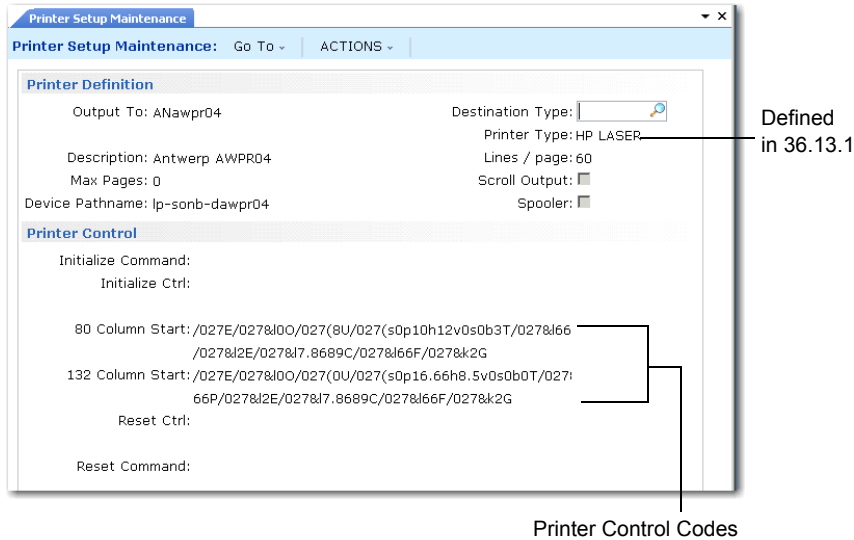 Printer Setup Maintenance
Printer Setup Maintenance: Go To ACTIONS
Printer Definition
Output To: ANawpr04 Destination Type:
Printer Type: HP LASER
Defined
in 36.13.1
Description: Antwerp AWPR04 Lines / page: 60
Max Pages: 0 Scroll Output:
Device Pathname: lp-sonb-dawpr04 Spooler:
Printer Control
Initialize Command:
Initialize Ctrl:
80 Column Start: /027E/027&l0O/027(8U/027(s0p10h12v0s0b3T/027&l66
/027&l2E/027&l7.8689C/027&l66F/027&k2G
132 Column Start: /027E/027&l0O/027(0U/027(s0p16.66h8.5v0s0b0T/027&
66P/027&l2E/027&l7.8689C/027&l66F/027&k2G
Reset Ctrl:
Reset Command:
Printer Control Codes